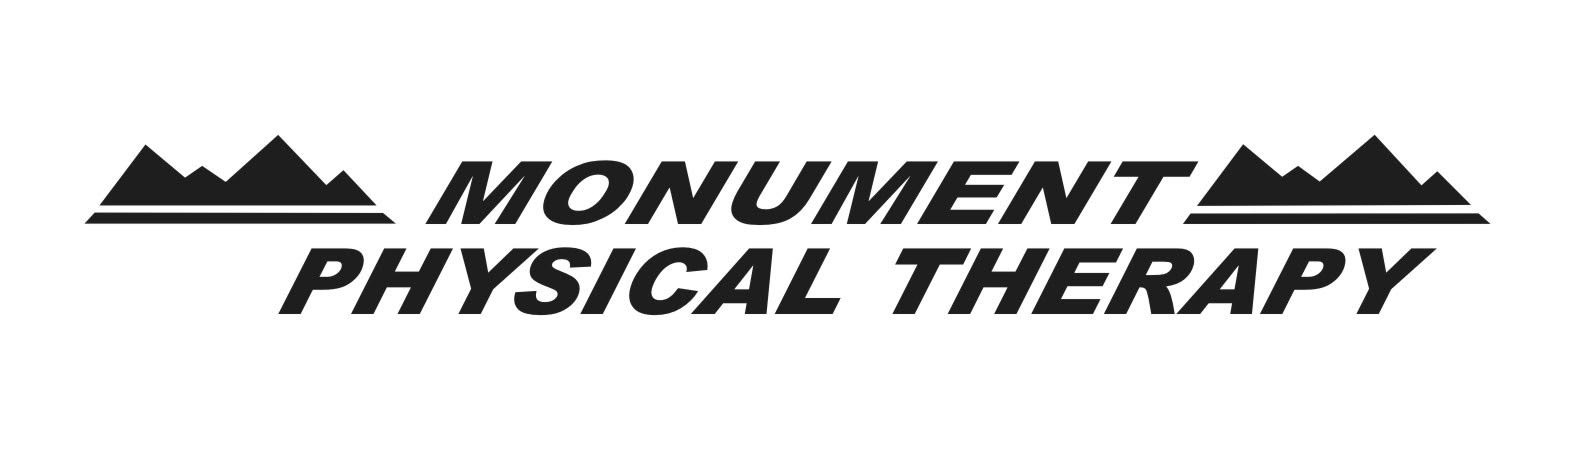 MONUMENT
PHYSICAL THERAPY